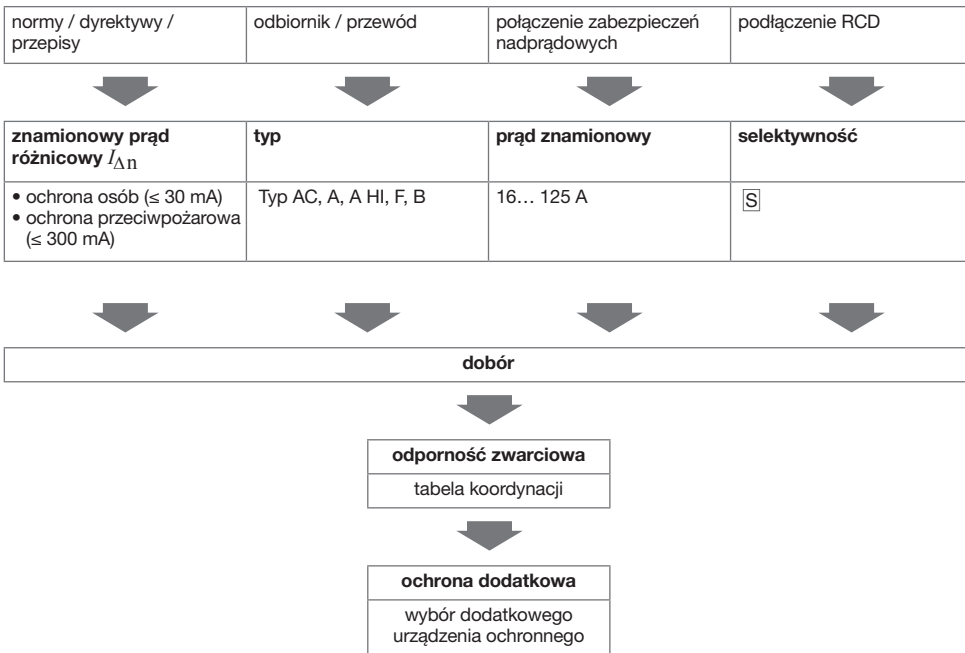 normy / dyrektywy /
przepisy
odbiornik / przewód
połączenie zabezpieczeń
nadprądowych
podłączenie RCD
znamionowy prąd
różnicowy IΔn
typ
prąd znamionowy
selektywność
• ochrona osób (≤ 30 mA)
• ochrona przeciwpożarowa
(≤ 300 mA)
Typ AC, A, A HI, F, B
16… 125 A
S
dobór
odporność zwarciowa
tabela koordynacji
ochrona dodatkowa
wybór dodatkowego
urządzenia ochronnego